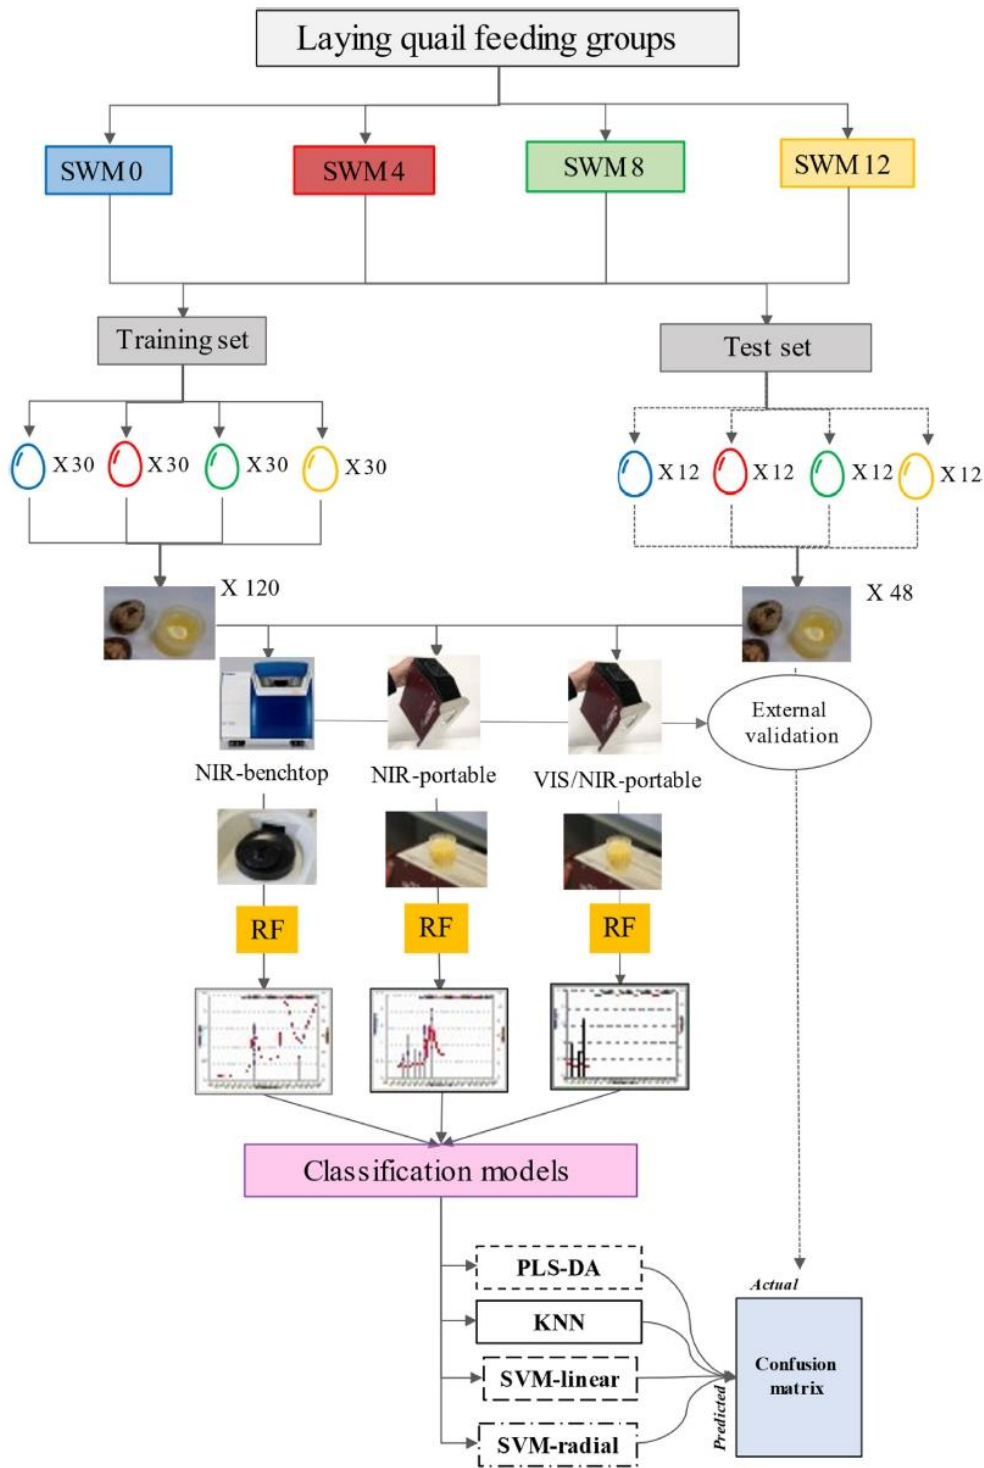 Laying quail feeding groups
SWM 0
SWM 4
SWM 8
SWM 12
Training set
Test set
X 30
X 30
X 30
X 30
X 12
X 12
X 12
X 12
X 120
X 48
External
validation
NIR-benchtop
NIR-portable
VIS/NIR-portable
RF
RF
RF
Classification models
PLS-DA
KNN
SVM-linear
SVM-radial
Actual
Predicted
Confusion
matrix